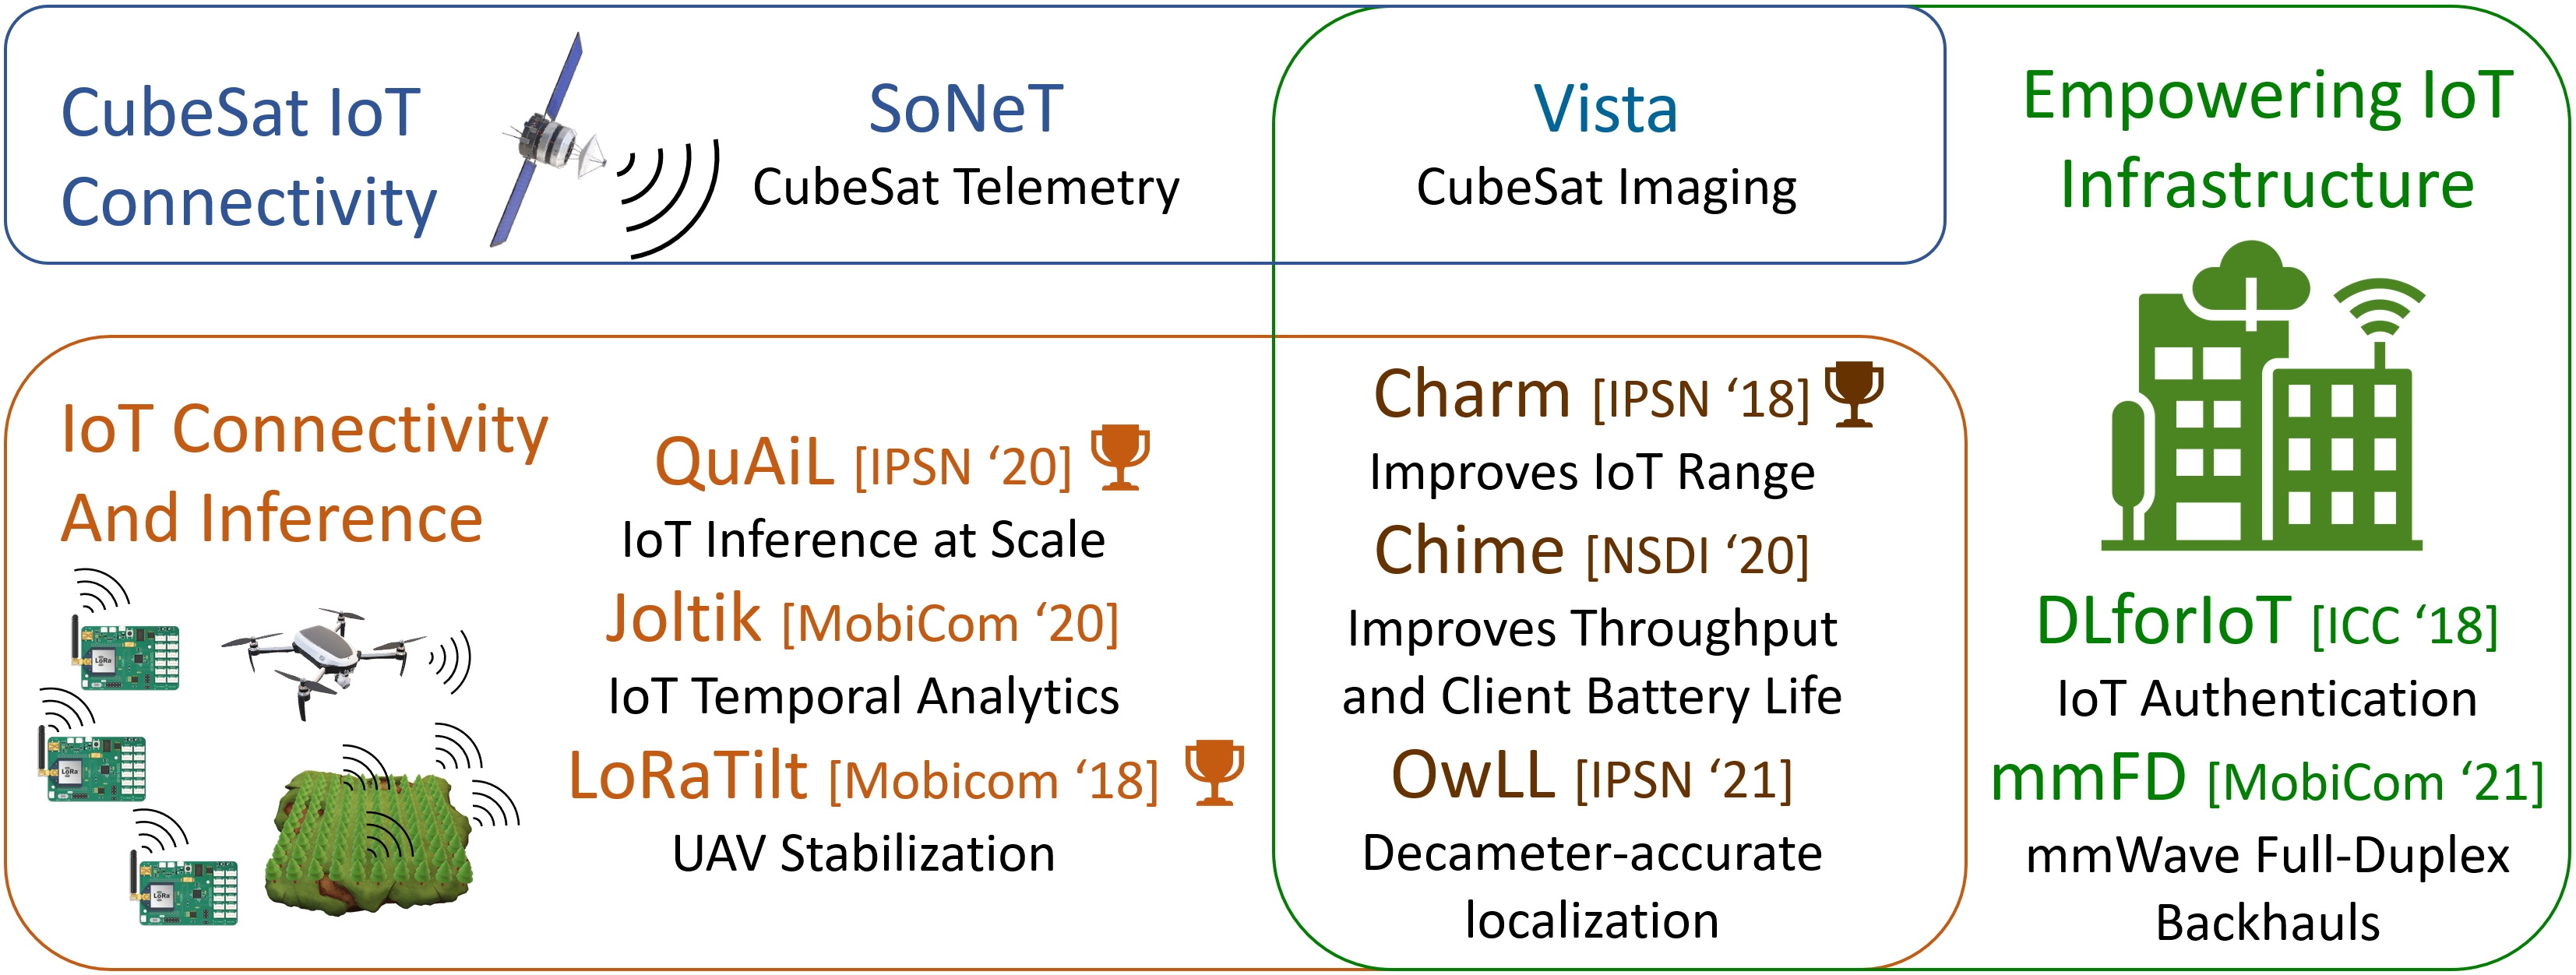 CubeSat IoT
Connectivity
SoNeT
CubeSat Telemetry
Vista
CubeSat Imaging
Empowering IoT
Infrastructure
IoT Connectivity
And Inference
QuAiL [IPSN ‘20]
IoT Inference at Scale
Joltik [MobiCom ‘20]
IoT Temporal Analytics
LoRaTilt [Mobicom ‘18]
UAV Stabilization
LoRa
LoRa
LoRa
Charm [IPSN ‘18]
Improves IoT Range
Chime [NSDI ‘20]
Improves Throughput
and Client Battery Life
OwLL [IPSN ‘21]
Decameter-accurate
localization
DLforIoT [ICC ‘18]
IoT Authentication
mmFD [MobiCom ‘21]
mmWave Full-Duplex
Backhauls